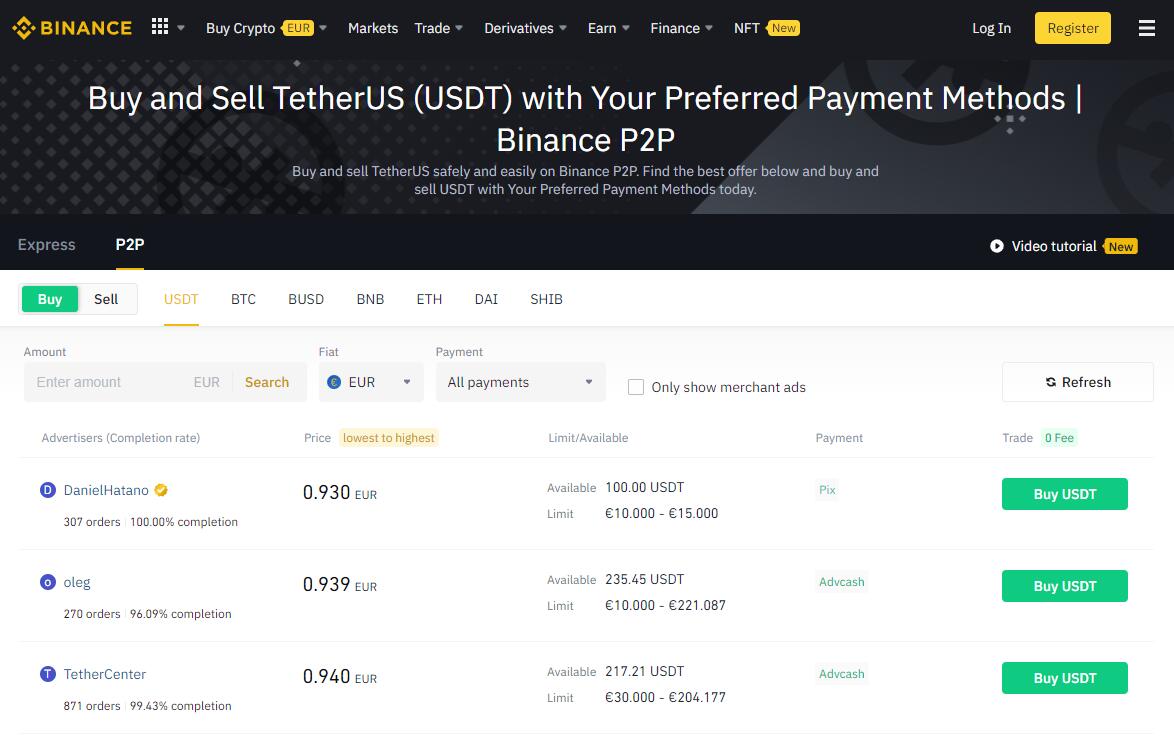 BINANCE Buy Crypto EUR Markets Trade Derivatives Earn Finance NFT New Log In Register
Buy and Sell TetherUS (USDT) with Your Preferred Payment Methods |
Binance P2P
Buy and sell TetherUS safely and easily on Binance P2P. Find the best offer below and buy and
sell USDT with Your Preferred Payment Methods today.
Express P2P Video tutorial New
Buy Sell USDT BTC BUSD BNB ETH DAI SHIB
Amount Fiat Payment
Enter amount EUR Search € EUR All payments Only show merchant ads Refresh
Advertisers (Completion rate) Price lowest to highest Limit/Available Payment Trade 0 Fee
D DanielHatano 0.930 EUR Available 100.00 USDT Pix Buy USDT
307 orders | 100.00% completion Limit €10.000 - €15.000
o oleg 0.939 EUR Available 235.45 USDT Advcash Buy USDT
270 orders | 96.09% completion Limit €10.000 - €221.087
T TetherCenter 0.940 EUR Available 217.21 USDT Advcash Buy USDT
871 orders | 99.43% completion Limit €30.000 - €204.177